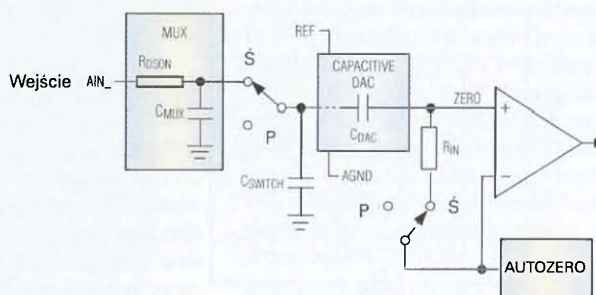 MUX
REF
RDSON
Ṡ
CAPACITIVE
DAC
Wejście AIN_
ZERO
+
CMUX
P
CDAC
RIN
−
AGND
CSWITCH
P
Ṡ
AUTOZERO